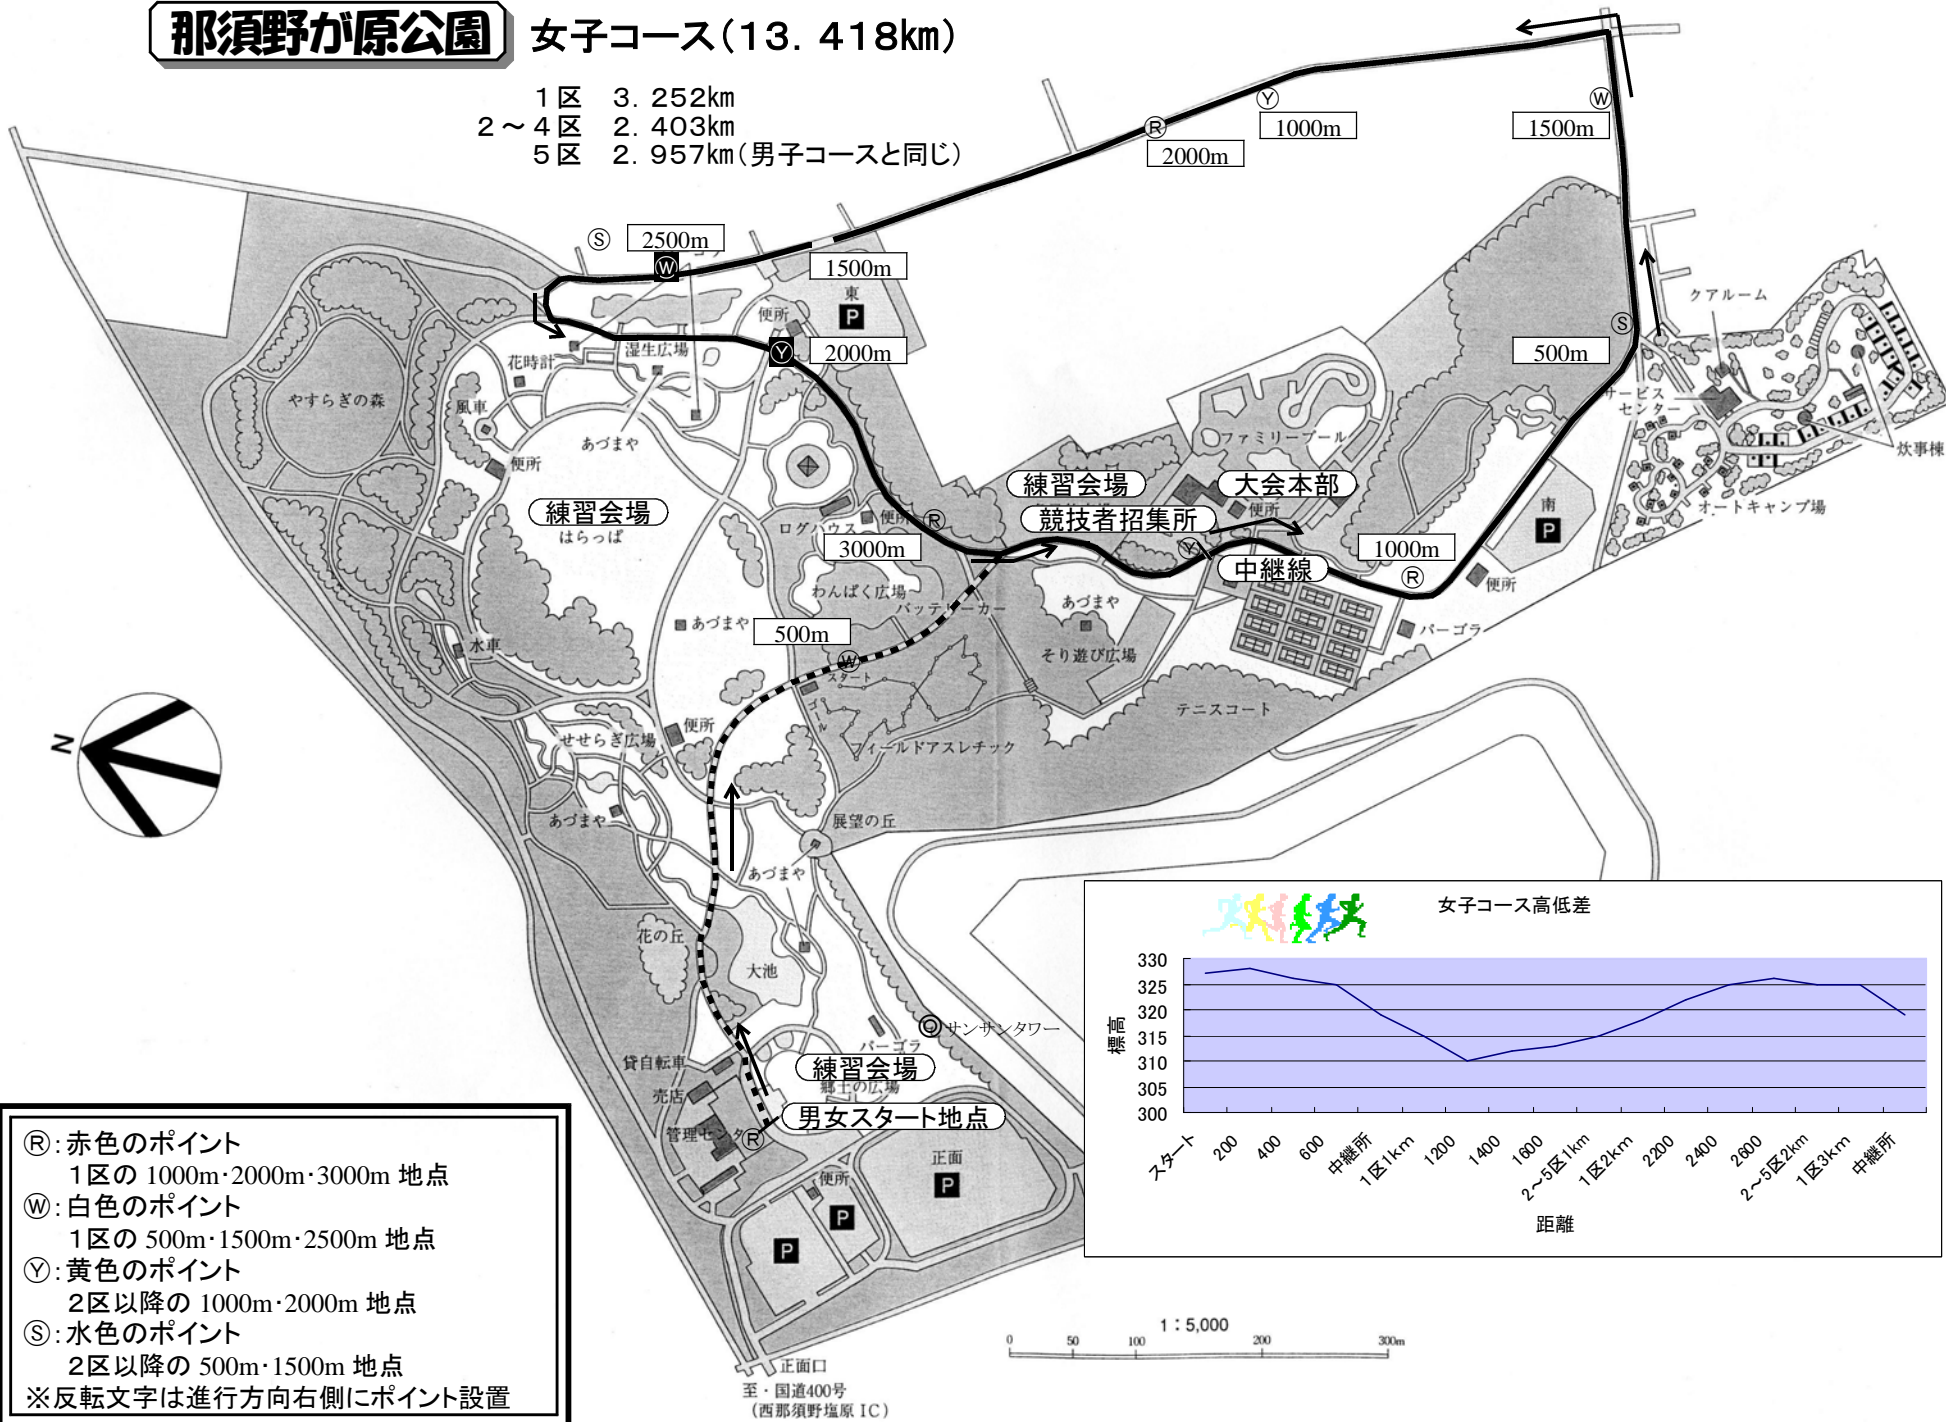 那須野が原公園 女子コース（13．418km）
1区 3．252km
2～4区 2．403km
5区 2．957km（男子コースと同じ）
Ⓦ
1500m
Ⓨ
1000m
Ⓡ
2000m
Ⓢ
2500m
Ⓦ
1500m
東
P
便所
Ⓨ
2000m
湿生広場
花時計
風車
やすらぎの森
あづまや
便所
練習会場
はらっぱ
Ⓢ
500m
クアルーム
サービス
センター
炊事棟
オートキャンプ場
ファミリープール
練習会場
大会本部
便所
競技者招集所
Ⓨ
中継線
1000m
Ⓡ
南
P
便所
パーゴラ
ログハウス
便所
Ⓡ
3000m
わんぱく広場
バッテリーカー
あづまや
そり遊び広場
テニスコート
あづまや
500m
Ⓦ
スタート
ゴール
フィールドアスレチック
水車
便所
せせらぎ広場
あづまや
展望の丘
あづまや
花の丘
大池
N
サンサンタワー
パーゴラ
練習会場
郷土の広場
貸自転車
売店
管理センター
Ⓡ
男女スタート地点
便所
正面
P
P
P
正面口
至・国道400号
（西那須野塩原IC）
1：5,000
0 50 100 200 300m
女子コース高低差
標高
330
325
320
315
310
305
300
スタート 200 400 600 中継所 1区1km 1200 1400 1600 2～5区1km 1区2km 2200 2400 2600 2～5区2km 1区3km 中継所
距離
Ⓡ：赤色のポイント
1区の 1000m･2000m･3000m 地点
Ⓦ：白色のポイント
1区の 500m･1500m･2500m 地点
Ⓨ：黄色のポイント
2区以降の 1000m･2000m 地点
Ⓢ：水色のポイント
2区以降の 500m･1500m 地点
※反転文字は進行方向右側にポイント設置